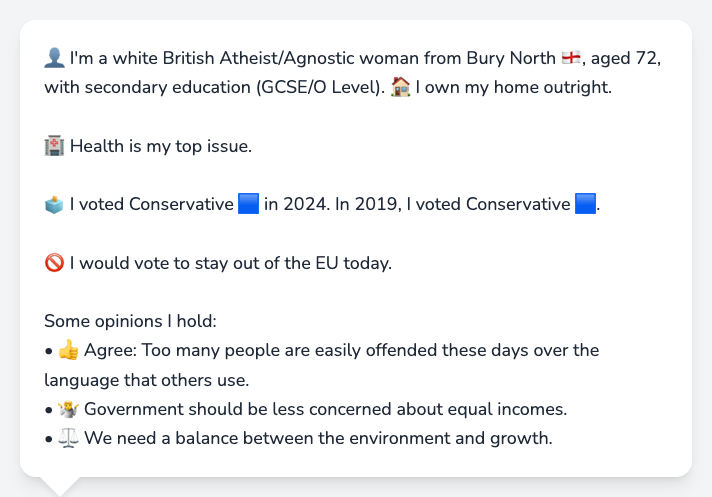 👤 I'm a white British Atheist/Agnostic woman from Bury North 🏴󠁧󠁢󠁥󠁮󠁧󠁿, aged 72,
with secondary education (GCSE/O Level). 🏠 I own my home outright.
🏥 Health is my top issue.
🗳️ I voted Conservative 🟦 in 2024. In 2019, I voted Conservative 🟦.
🚫 I would vote to stay out of the EU today.
Some opinions I hold:
• 👍 Agree: Too many people are easily offended these days over the
language that others use.
• 🤷 Government should be less concerned about equal incomes.
• ⚖️ We need a balance between the environment and growth.